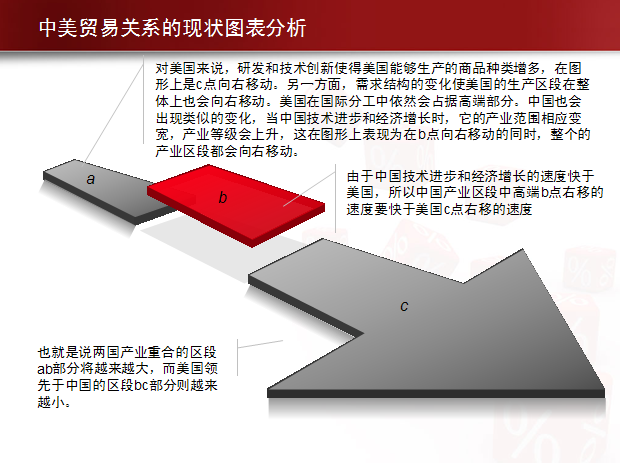 中美贸易关系的现状图表分析
对美国来说，研发和技术创新使得美国能够生产的商品种类增多，在图
形上是c点向右移动。另一方面，需求结构的变化使美国的生产区段在整
体上也会向右移动。美国在国际分工中依然会占据高端部分。中国也会
出现类似的变化，当中国技术进步和经济增长时，它的产业范围相应变
宽，产业等级会上升，这在图形上表现为在b点向右移动的同时，整个的
产业区段都会向右移动。
a
b
由于中国技术进步和经济增长的速度快于
美国，所以中国产业区段中高端b点右移的
速度要快于美国c点右移的速度
c
也就是说两国产业重合的区段
ab部分将越来越大，而美国领
先于中国的区段bc部分则越来
越小。